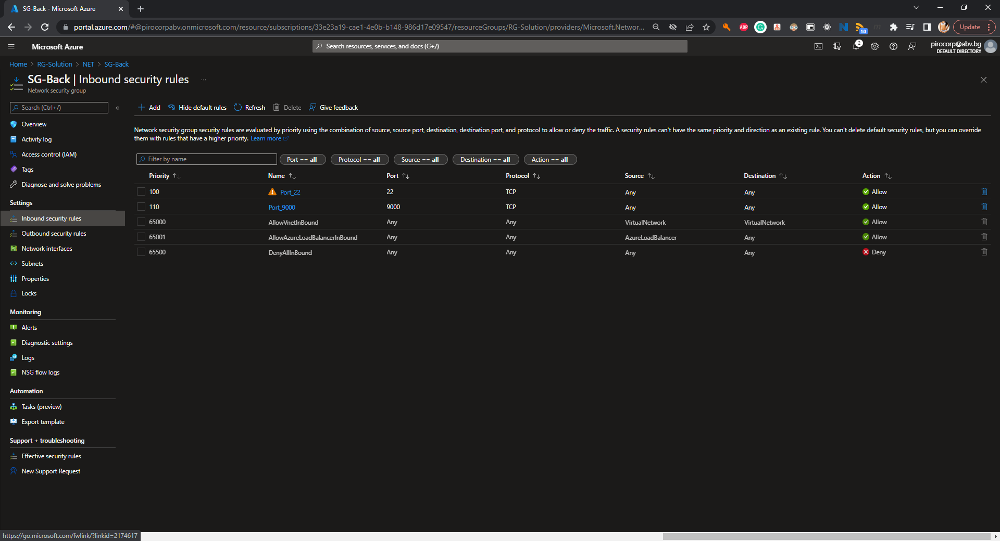 SG-Back - Microsoft Azure
portal.azure.com/#@pirocorpabv.onmicrosoft.com/resource/subscriptions/33e23a19-cae1-4e0b-b148-986d17e09547/resourceGroups/RG-Solution/providers/Microsoft.Networ...
ABP
10
Update
Microsoft Azure
Search resources, services, and docs (G+/)
2
pirocorp@abv.bg
DEFAULT DIRECTORY
Home > RG-Solution > NET > SG-Back
SG-Back | Inbound security rules ...
Network security group
Search (Ctrl+/)
«
Add
Hide default rules
Refresh
Delete
Give feedback
Network security group security rules are evaluated by priority using the combination of source, source port, destination, destination port, and protocol to allow or deny the traffic. A security rules can't have the same priority and direction as an existing rule. You can't delete default security rules, but you can override
them with rules that have a higher priority. Learn more
Filter by name
Port == all
Protocol == all
Source == all
Destination == all
Action == all
Priority ↑↓ Name ↑↓ Port ↑↓ Protocol ↑↓ Source ↑↓ Destination ↑↓ Action ↑↓
100 Port_22 22 TCP Any Any Allow
110 Port_9000 9000 TCP Any Any Allow
65000 AllowVnetInBound Any Any VirtualNetwork VirtualNetwork Allow
65001 AllowAzureLoadBalancerInBound Any Any AzureLoadBalancer Any Allow
65500 DenyAllInBound Any Any Any Any Deny
Overview
Activity log
Access control (IAM)
Tags
Diagnose and solve problems
Settings
Inbound security rules
Outbound security rules
Network interfaces
Subnets
Properties
Locks
Monitoring
Alerts
Diagnostic settings
Logs
NSG flow logs
Automation
Tasks (preview)
Export template
Support + troubleshooting
Effective security rules
New Support Request
https://go.microsoft.com/fwlink/?linkid=2174617